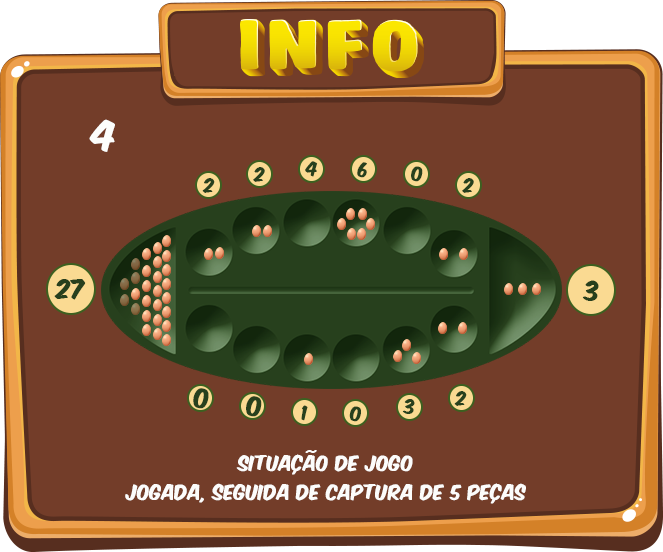 INFO
4
2 2 4 6 0 2
27 3
0 0 1 0 3 2
SITUAÇÃO DE JOGO
JOGADA, SEGUIDA DE CAPTURA DE 5 PEÇAS